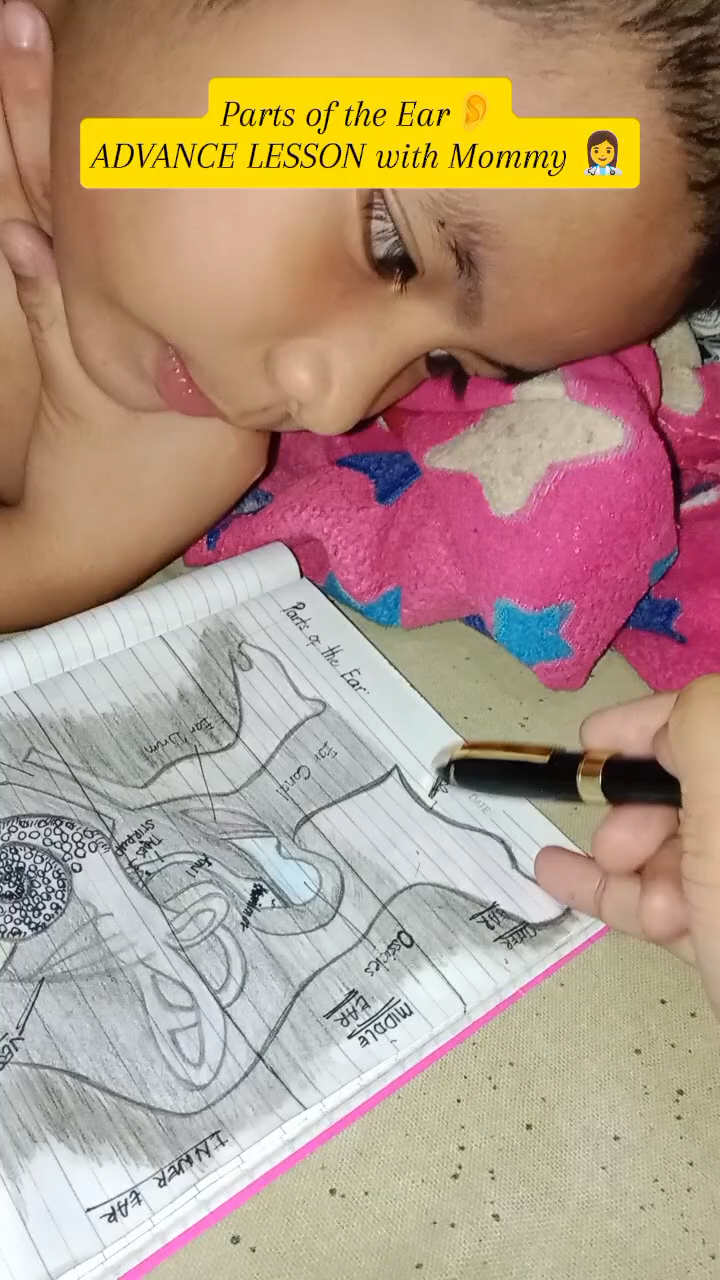 Parts of the Ear 👂
ADVANCE LESSON with Mommy 👩‍⚕️
Parts of the Ear
DATE
Ear Drum
Ear Canal
STIRRUP
Anvil
Hammer
OUTER
EAR
Ossicles
MIDDLE
EAR
INNER EAR